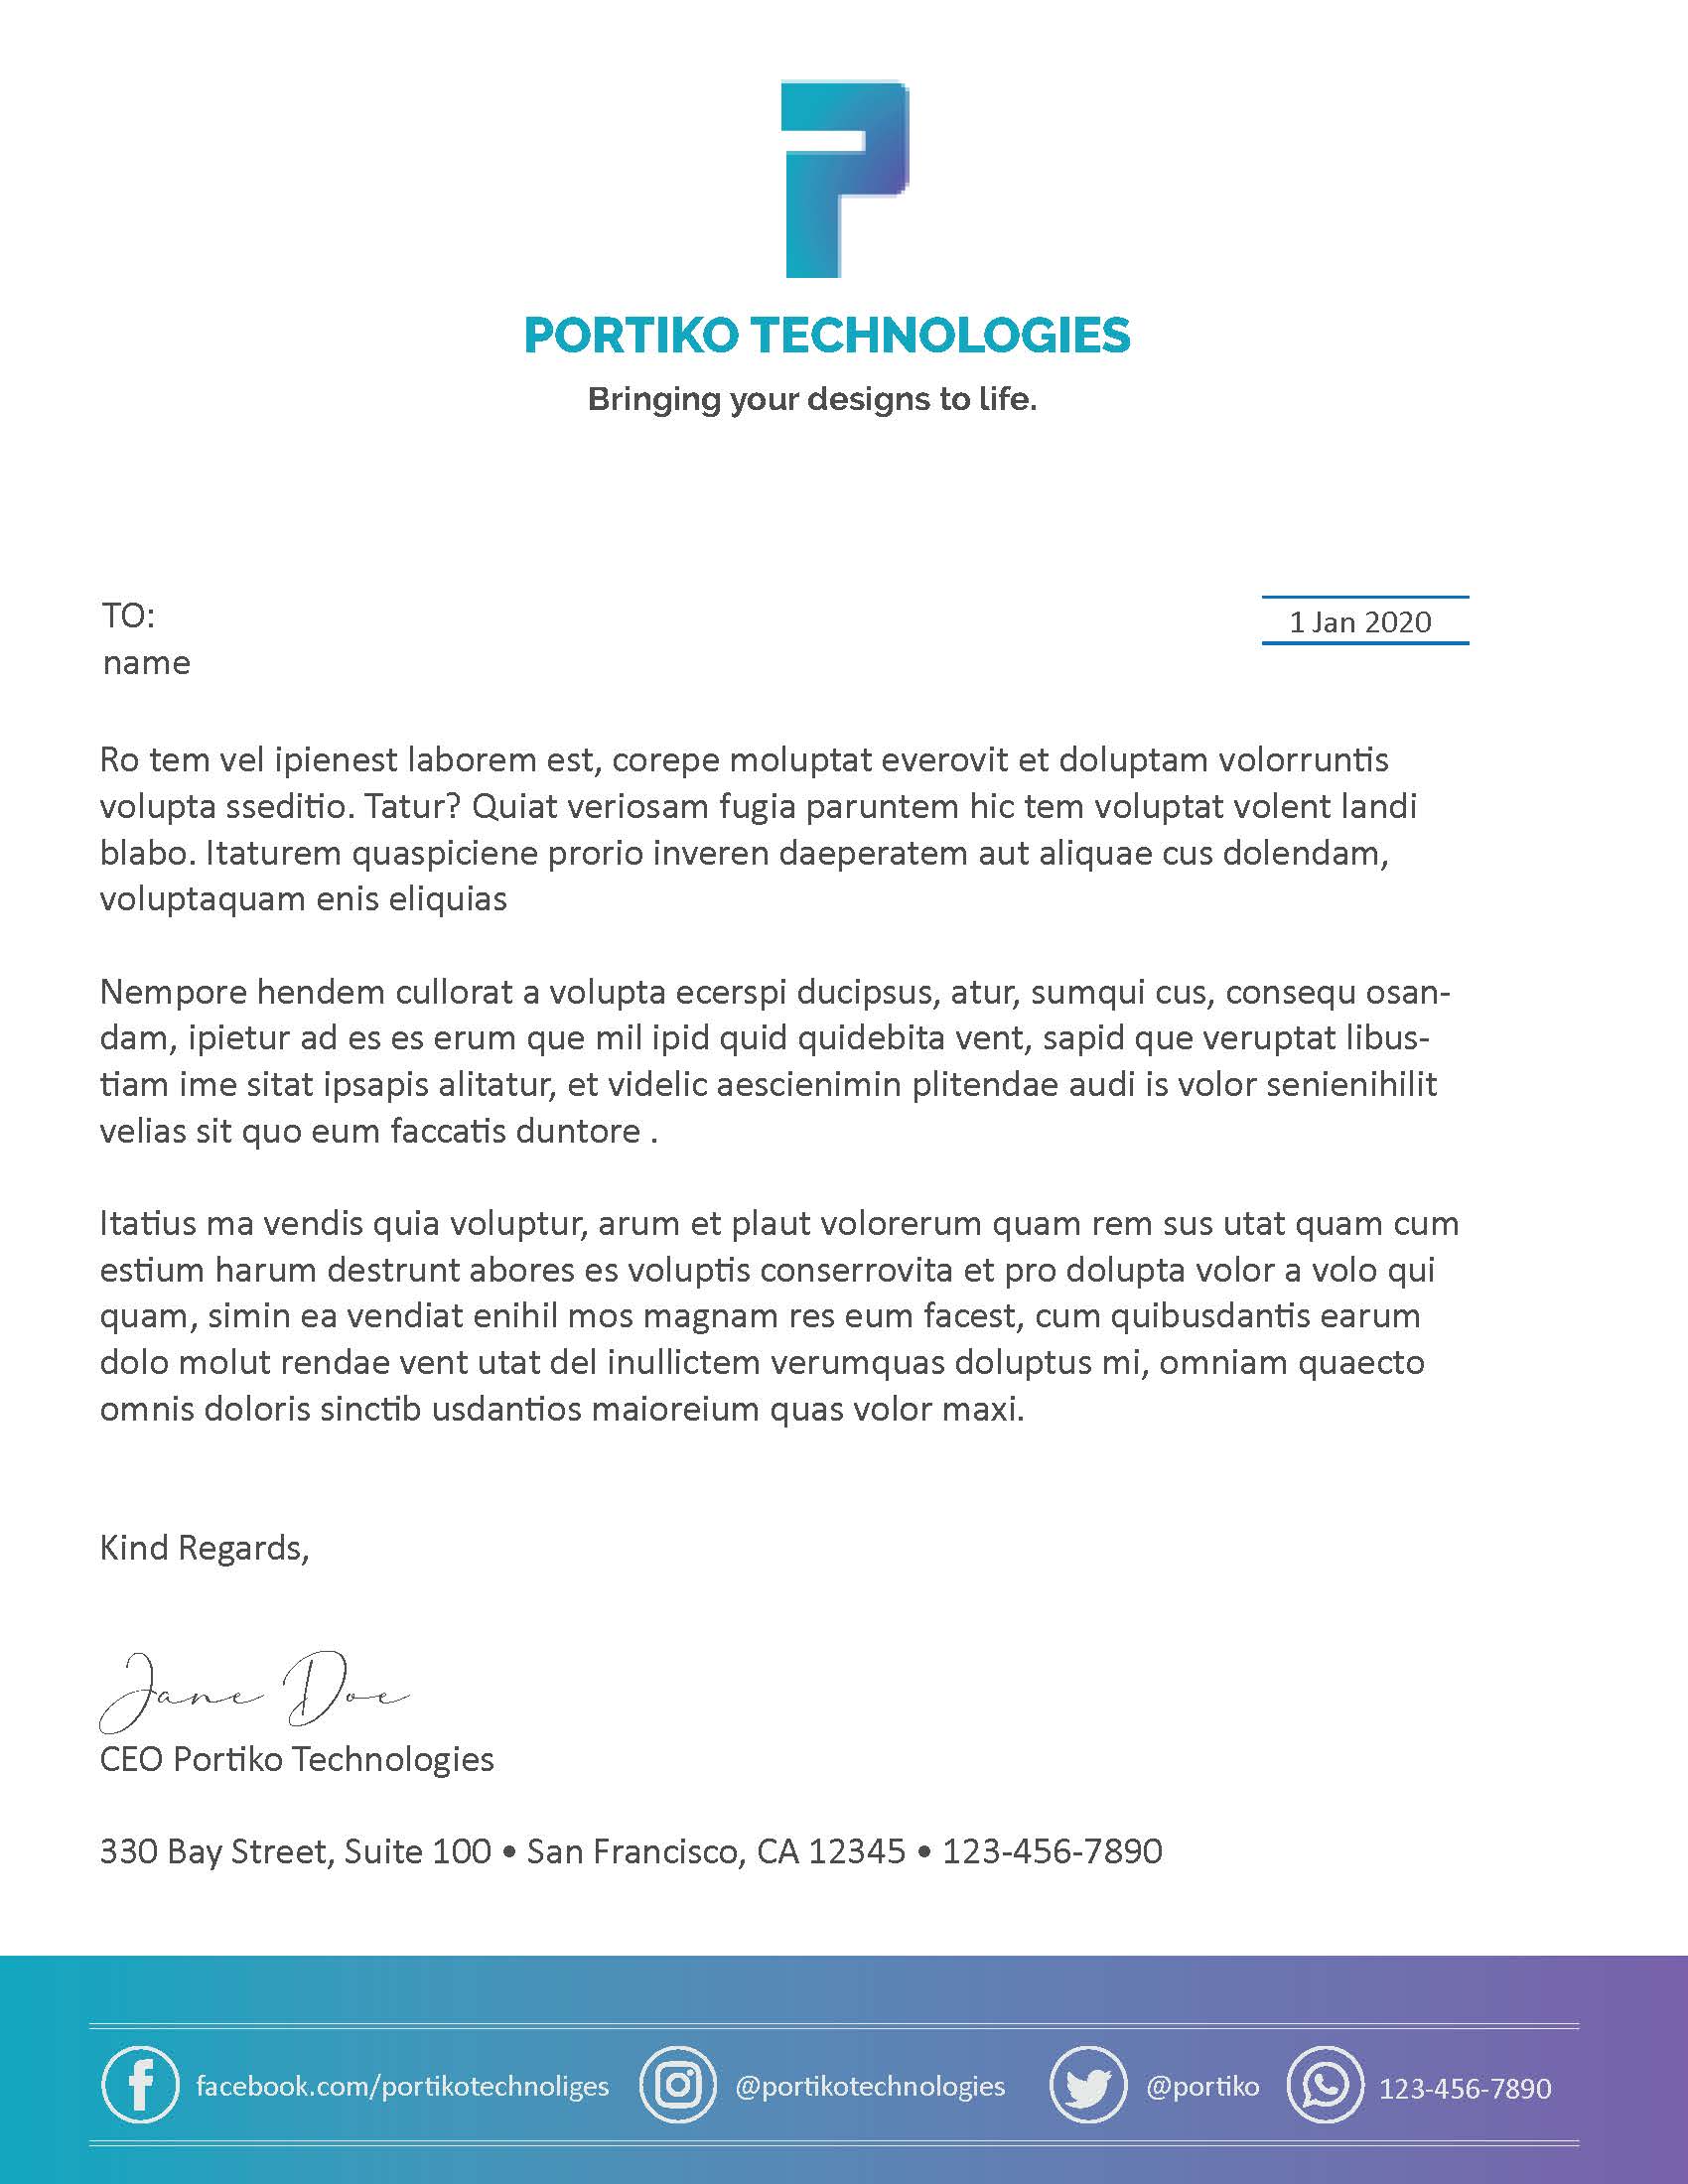 P
PORTIKO TECHNOLOGIES
Bringing your designs to life.
TO:
1 Jan 2020
name
Ro tem vel ipienest laborem est, corepe moluptat everovit et doluptam volorruntis
volupta sseditio. Tatur? Quiat veriosam fugia paruntem hic tem voluptat volent landi
blabo. Itaturem quaspiciene prorio inveren daeperatem aut aliquae cus dolendam,
voluptaquam enis eliquias
Nempore hendem cullorat a volupta ecerspi ducipsus, atur, sumqui cus, consequ osan-
dam, ipietur ad es es erum que mil ipid quid quidebita vent, sapid que veruptat libus-
tiam ime sitat ipsapis alitatur, et videlic aescienimin plitendae audi is volor senienihilit
velias sit quo eum faccatis duntore .
Itatius ma vendis quia voluptur, arum et plaut volorerum quam rem sus utat quam cum
estium harum destrunt abores es voluptis conserrovita et pro dolupta volor a volo qui
quam, simin ea vendiat enihil mos magnam res eum facest, cum quibusdantis earum
dolo molut rendae vent utat del inullictem verumquas doluptus mi, omniam quaecto
omnis doloris sinctib usdantios maioreium quas volor maxi.
Kind Regards,
Jane Doe
CEO Portiko Technologies
330 Bay Street, Suite 100 • San Francisco, CA 12345 • 123-456-7890
facebook.com/portikotechnoliges @portikotechnologies @portiko 123-456-7890